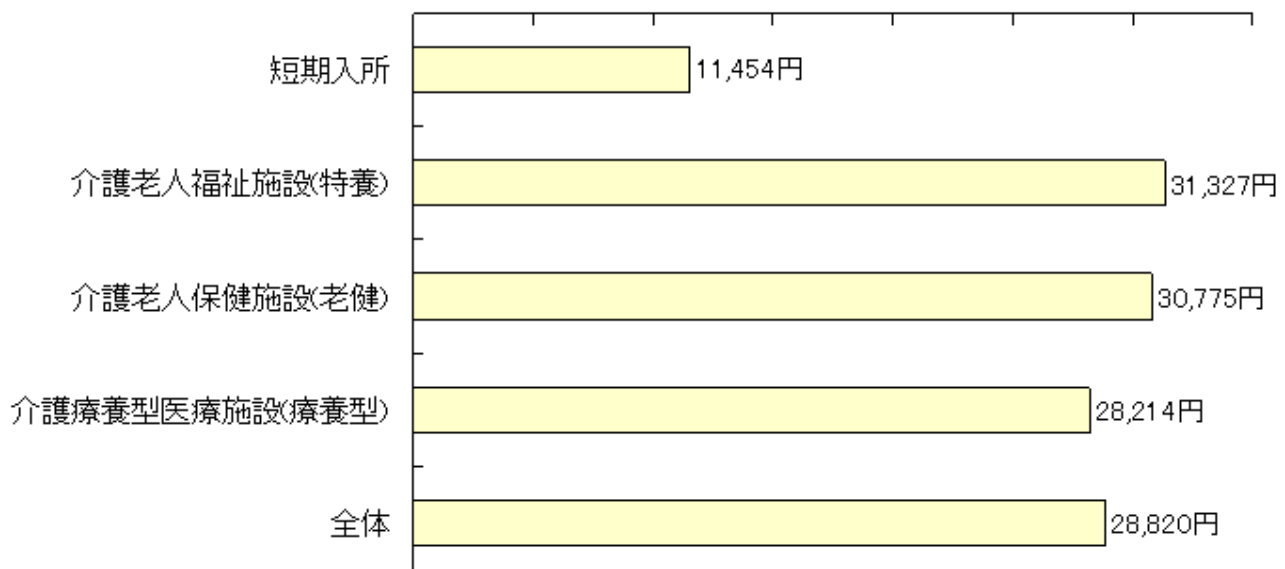 短期入所 11,454円
介護老人福祉施設(特養) 31,327円
介護老人保健施設(老健) 30,775円
介護療養型医療施設(療養型) 28,214円
全体 28,820円